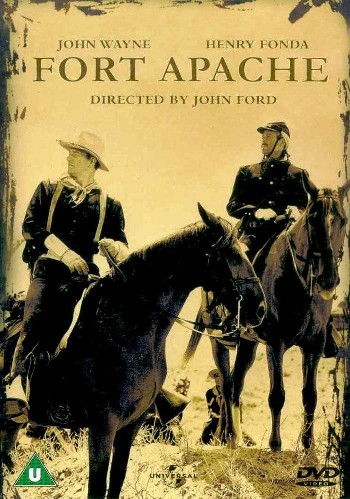 JOHN WAYNE HENRY FONDA
FORT APACHE
DIRECTED BY JOHN FORD
U
UNIVERSAL
DVD
VIDEO